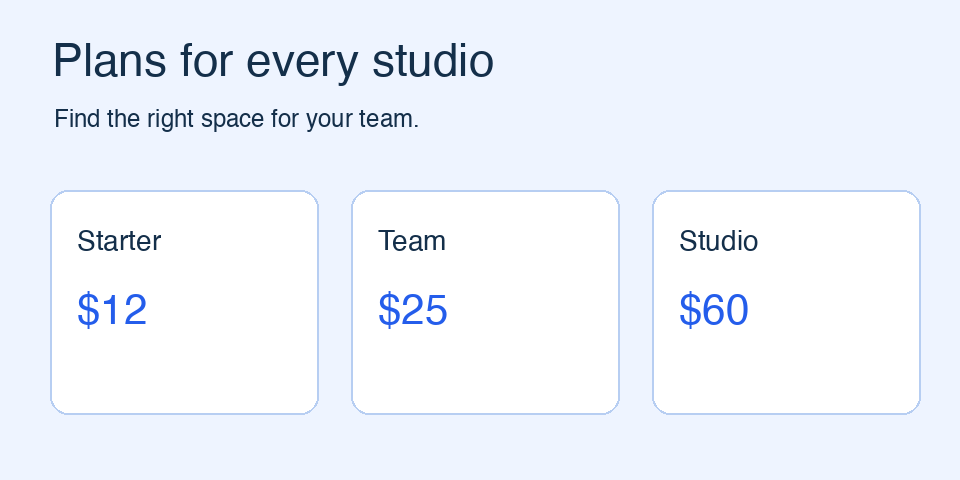 Plans for every studio
Find the right space for your team.
Starter
$12
Team
$25
Studio
$60